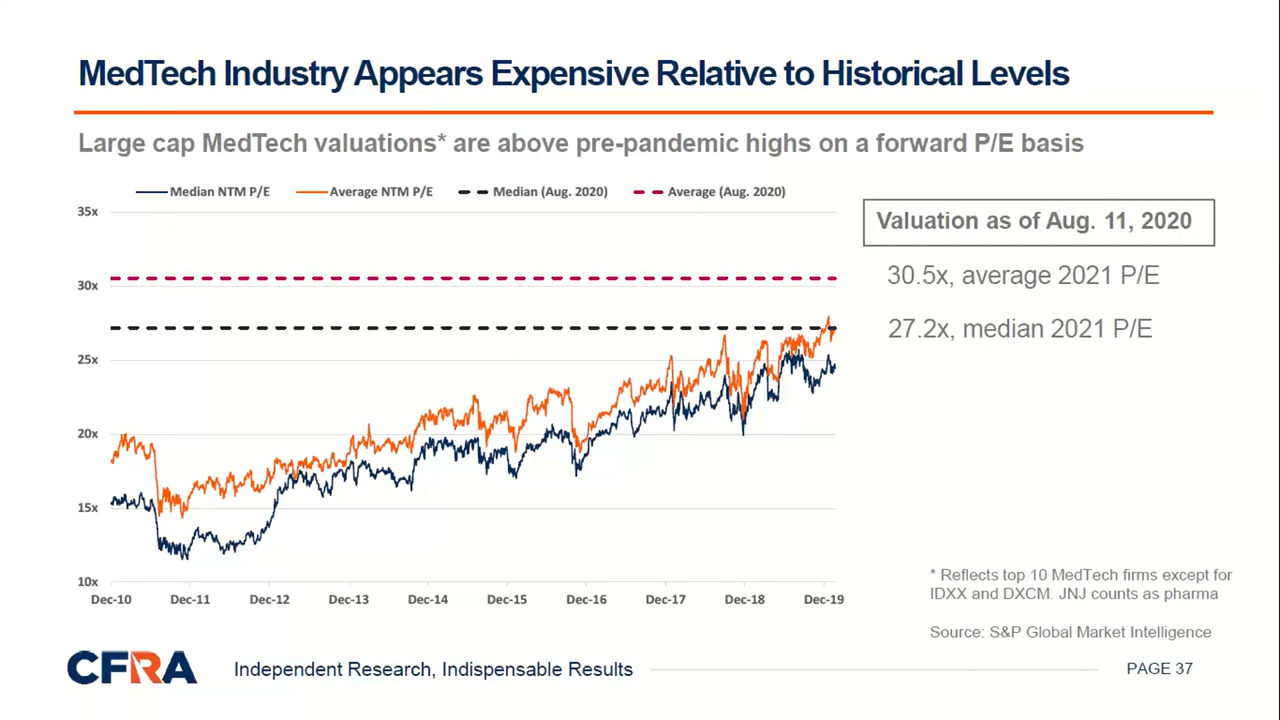 MedTech Industry Appears Expensive Relative to Historical Levels
Large cap MedTech valuations* are above pre-pandemic highs on a forward P/E basis
Median NTM P/E Average NTM P/E Median (Aug. 2020) Average (Aug. 2020)
35x
30x
25x
20x
15x
10x
Dec-10 Dec-11 Dec-12 Dec-13 Dec-14 Dec-15 Dec-16 Dec-17 Dec-18 Dec-19
Valuation as of Aug. 11, 2020
30.5x, average 2021 P/E
27.2x, median 2021 P/E
* Reflects top 10 MedTech firms except for
IDXX and DXCM. JNJ counts as pharma
Source: S&P Global Market Intelligence
CFRA Independent Research, Indispensable Results PAGE 37